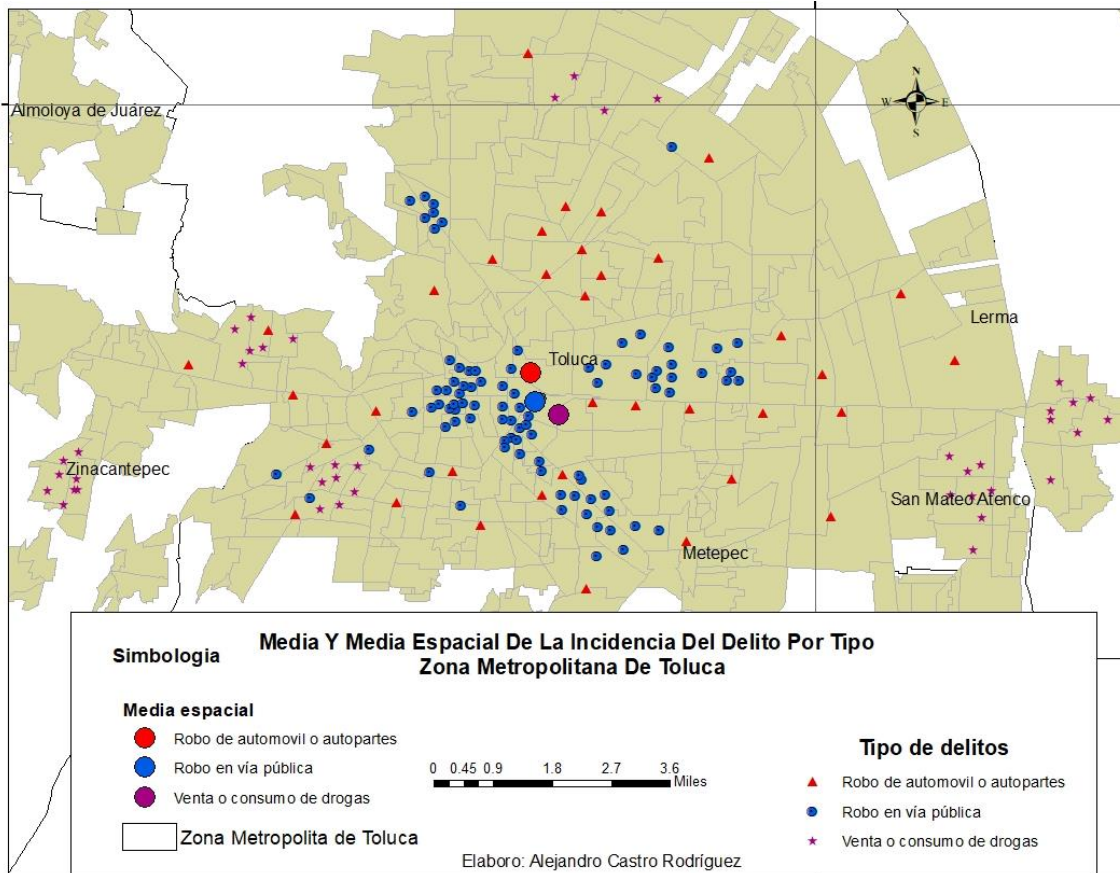 N
W E
S
Almoloya de Juárez
Lerma
Toluca
Zinacantepec
San Mateo Atenco
Metepec
Media Y Media Espacial De La Incidencia Del Delito Por Tipo
Zona Metropolitana De Toluca
Simbologia
Media espacial
Robo de automovil o autopartes
Robo en vía pública
Venta o consumo de drogas
Zona Metropolita de Toluca
0 0.45 0.9 1.8 2.7 3.6
Miles
Tipo de delitos
Robo de automovil o autopartes
Robo en vía pública
Venta o consumo de drogas
Elaboro: Alejandro Castro Rodríguez